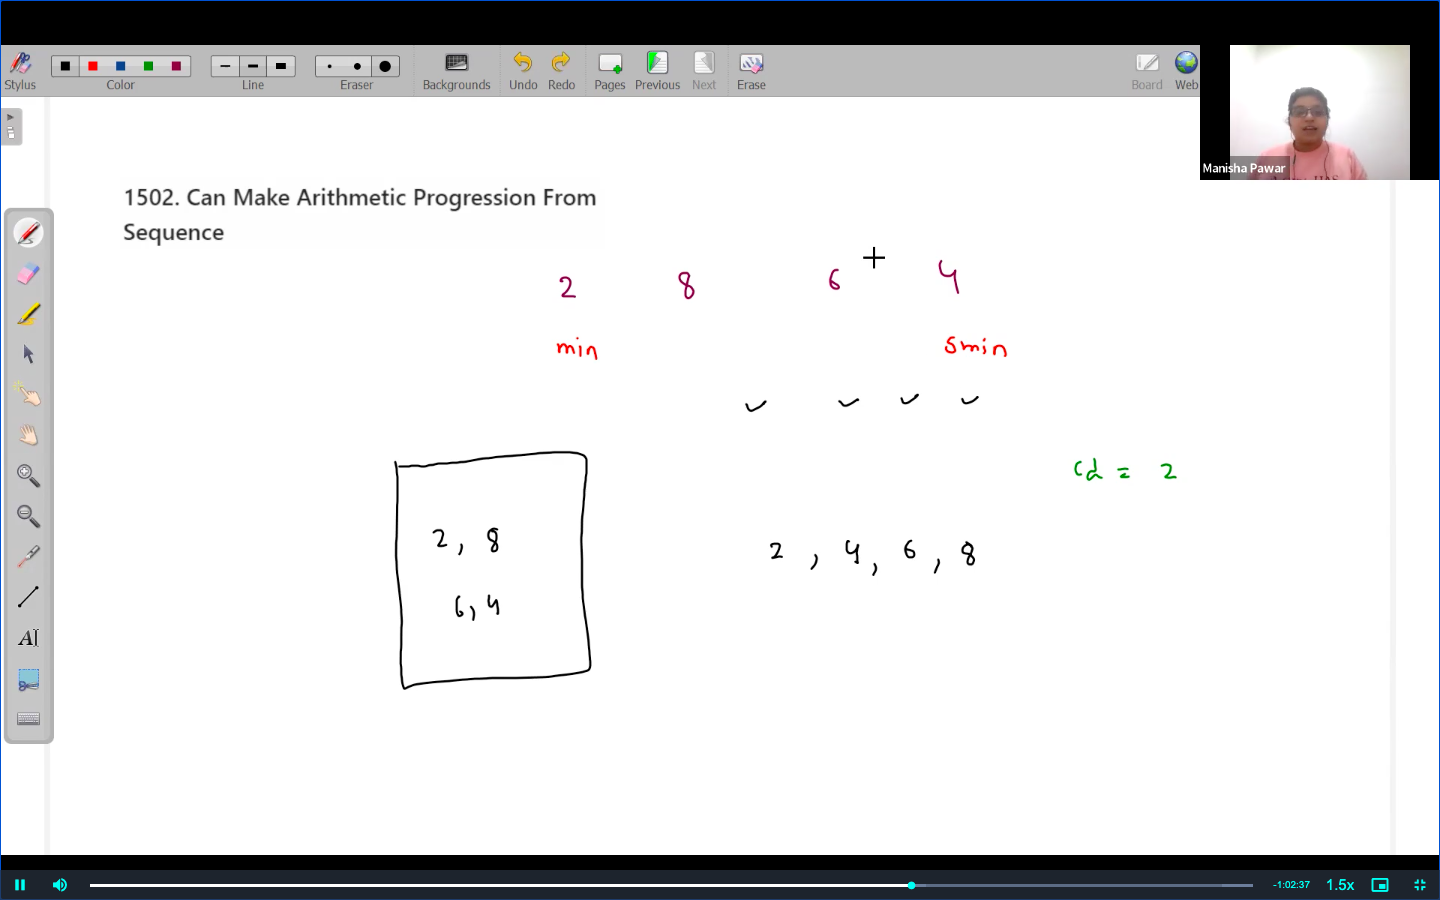 Stylus Color Line Eraser Backgrounds Undo Redo Pages Previous Next Erase Board Web
Manisha Pawar
1502. Can Make Arithmetic Progression From
Sequence
2 8 6 4
min smin
cd = 2
2, 8
2, 4, 6, 8
6, 4
AI
-1:02:37 1.5x